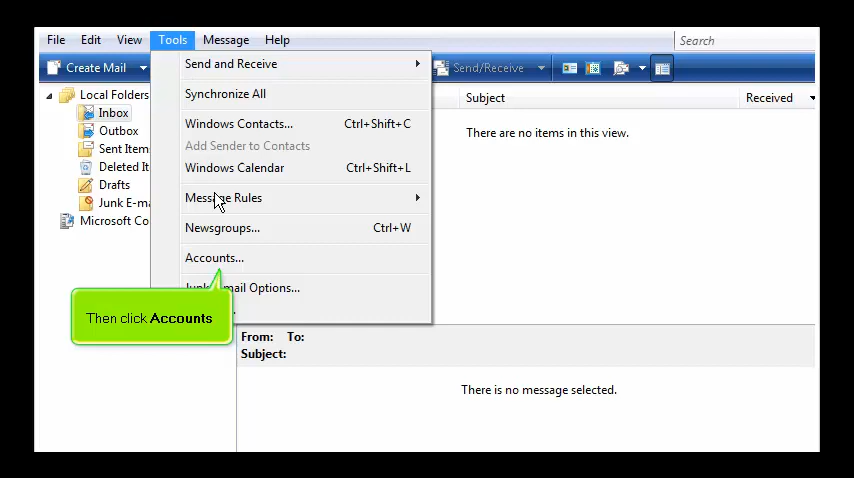 File Edit View Tools Message Help
Search
Create Mail
Send/Receive
Local Folders
Inbox
Outbox
Sent Items
Deleted It
Drafts
Junk E-ma
Microsoft Co
Send and Receive
Synchronize All
Windows Contacts... Ctrl+Shift+C
Add Sender to Contacts
Windows Calendar Ctrl+Shift+L
Message Rules
Newsgroups... Ctrl+W
Accounts...
Junk Email Options...
Then click Accounts
Subject Received
There are no items in this view.
From: To:
Subject:
There is no message selected.